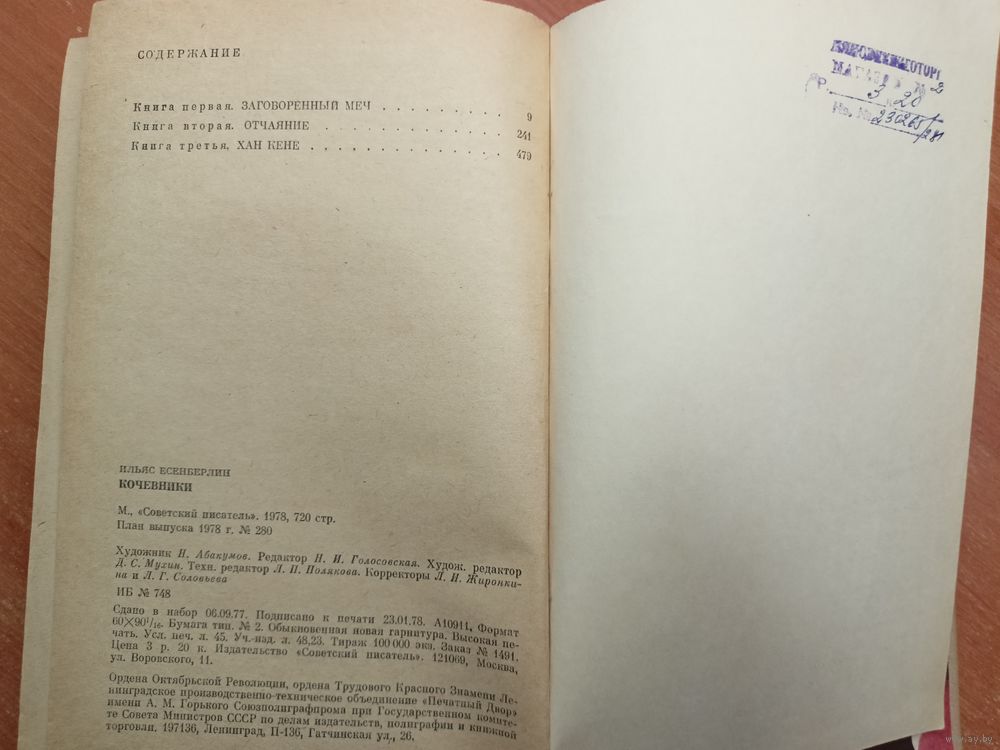 СОДЕРЖАНИЕ
Книга первая. ЗАГОВОРЕННЫЙ МЕЧ . . . . . . . . 9
Книга вторая. ОТЧАЯНИЕ . . . . . . . . . . . . 241
Книга третья. ХАН КЕНЕ . . . . . . . . . . . . . 479
ИЛЬЯС ЕСЕНБЕРЛИН
КОЧЕВНИКИ
М., «Советский писатель». 1978, 720 стр.
План выпуска 1978 г. № 280
Художник Н. Абакумов. Редактор Н. И. Голосовская. Худож. редактор
Д. С. Мухин. Техн. редактор Л. П. Полякова. Корректоры Л. И. Жиронки-
на и Л. Г. Соловьева
ИБ № 748
Сдано в набор 06.09.77. Подписано к печати 23.01.78. А10911, Формат
60×90¹/₁₆. Бумага тип. № 2. Обыкновенная новая гарнитура. Высокая пе-
чать. Усл. печ. л. 45. Уч.-изд. л. 48,23. Тираж 100 000 экз. Заказ № 1491.
Цена 3 р. 20 к. Издательство «Советский писатель». 121069, Москва,
ул. Воровского, 11.
Ордена Октябрьской Революции, ордена Трудового Красного Знамени Ле-
нинградское производственно-техническое объединение «Печатный Двор»
имени А. М. Горького Союзполиграфпрома при Государственном комите-
те Совета Министров СССР по делам издательств, полиграфии и книжной
торговли. 197136, Ленинград, П-136, Гатчинская ул., 26.
МАГАЗИН № 2
Р. 3 к. 20
Но. № 230265/281
www.ay.by